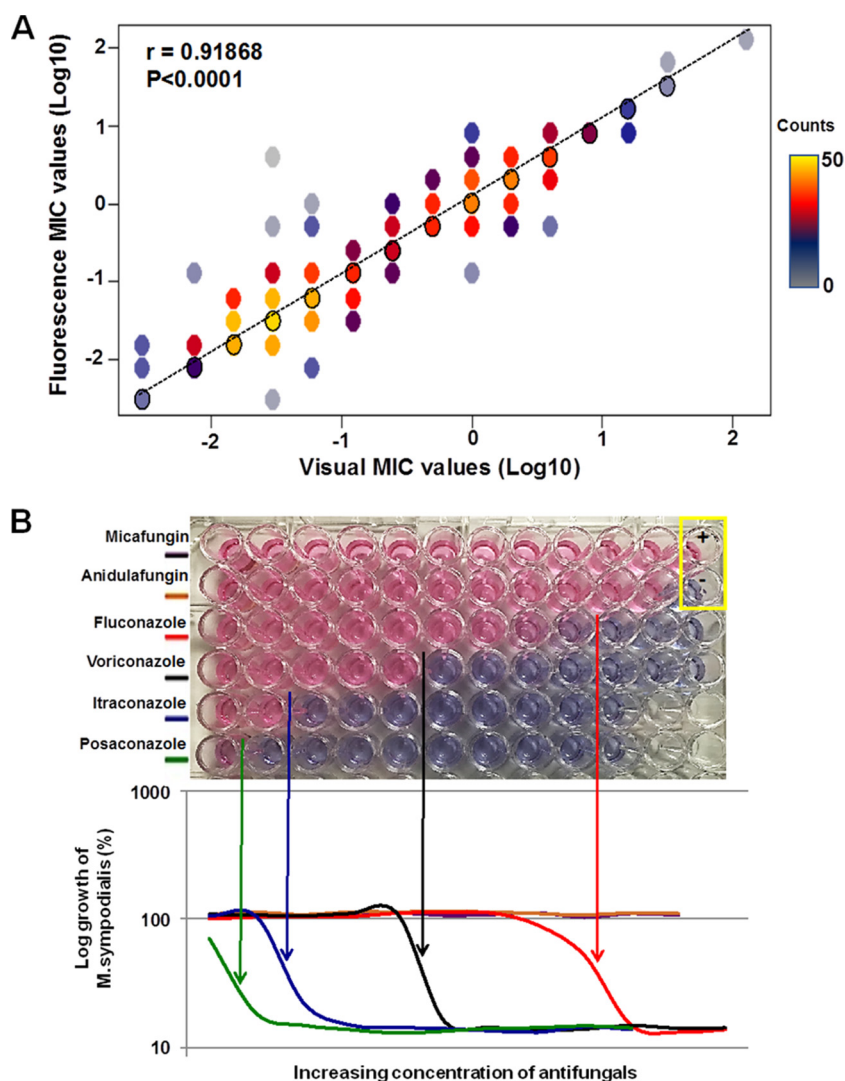 A
r = 0.91868
P<0.0001
Fluorescence MIC values (Log10)
2
1
0
-1
-2
-2
-1
0
1
2
Visual MIC values (Log10)
Counts
50
0
B
Micafungin
Anidulafungin
Fluconazole
Voriconazole
Itraconazole
Posaconazole
+
-
1000
100
10
Log growth of
M.sympodialis (%)
Increasing concentration of antifungals